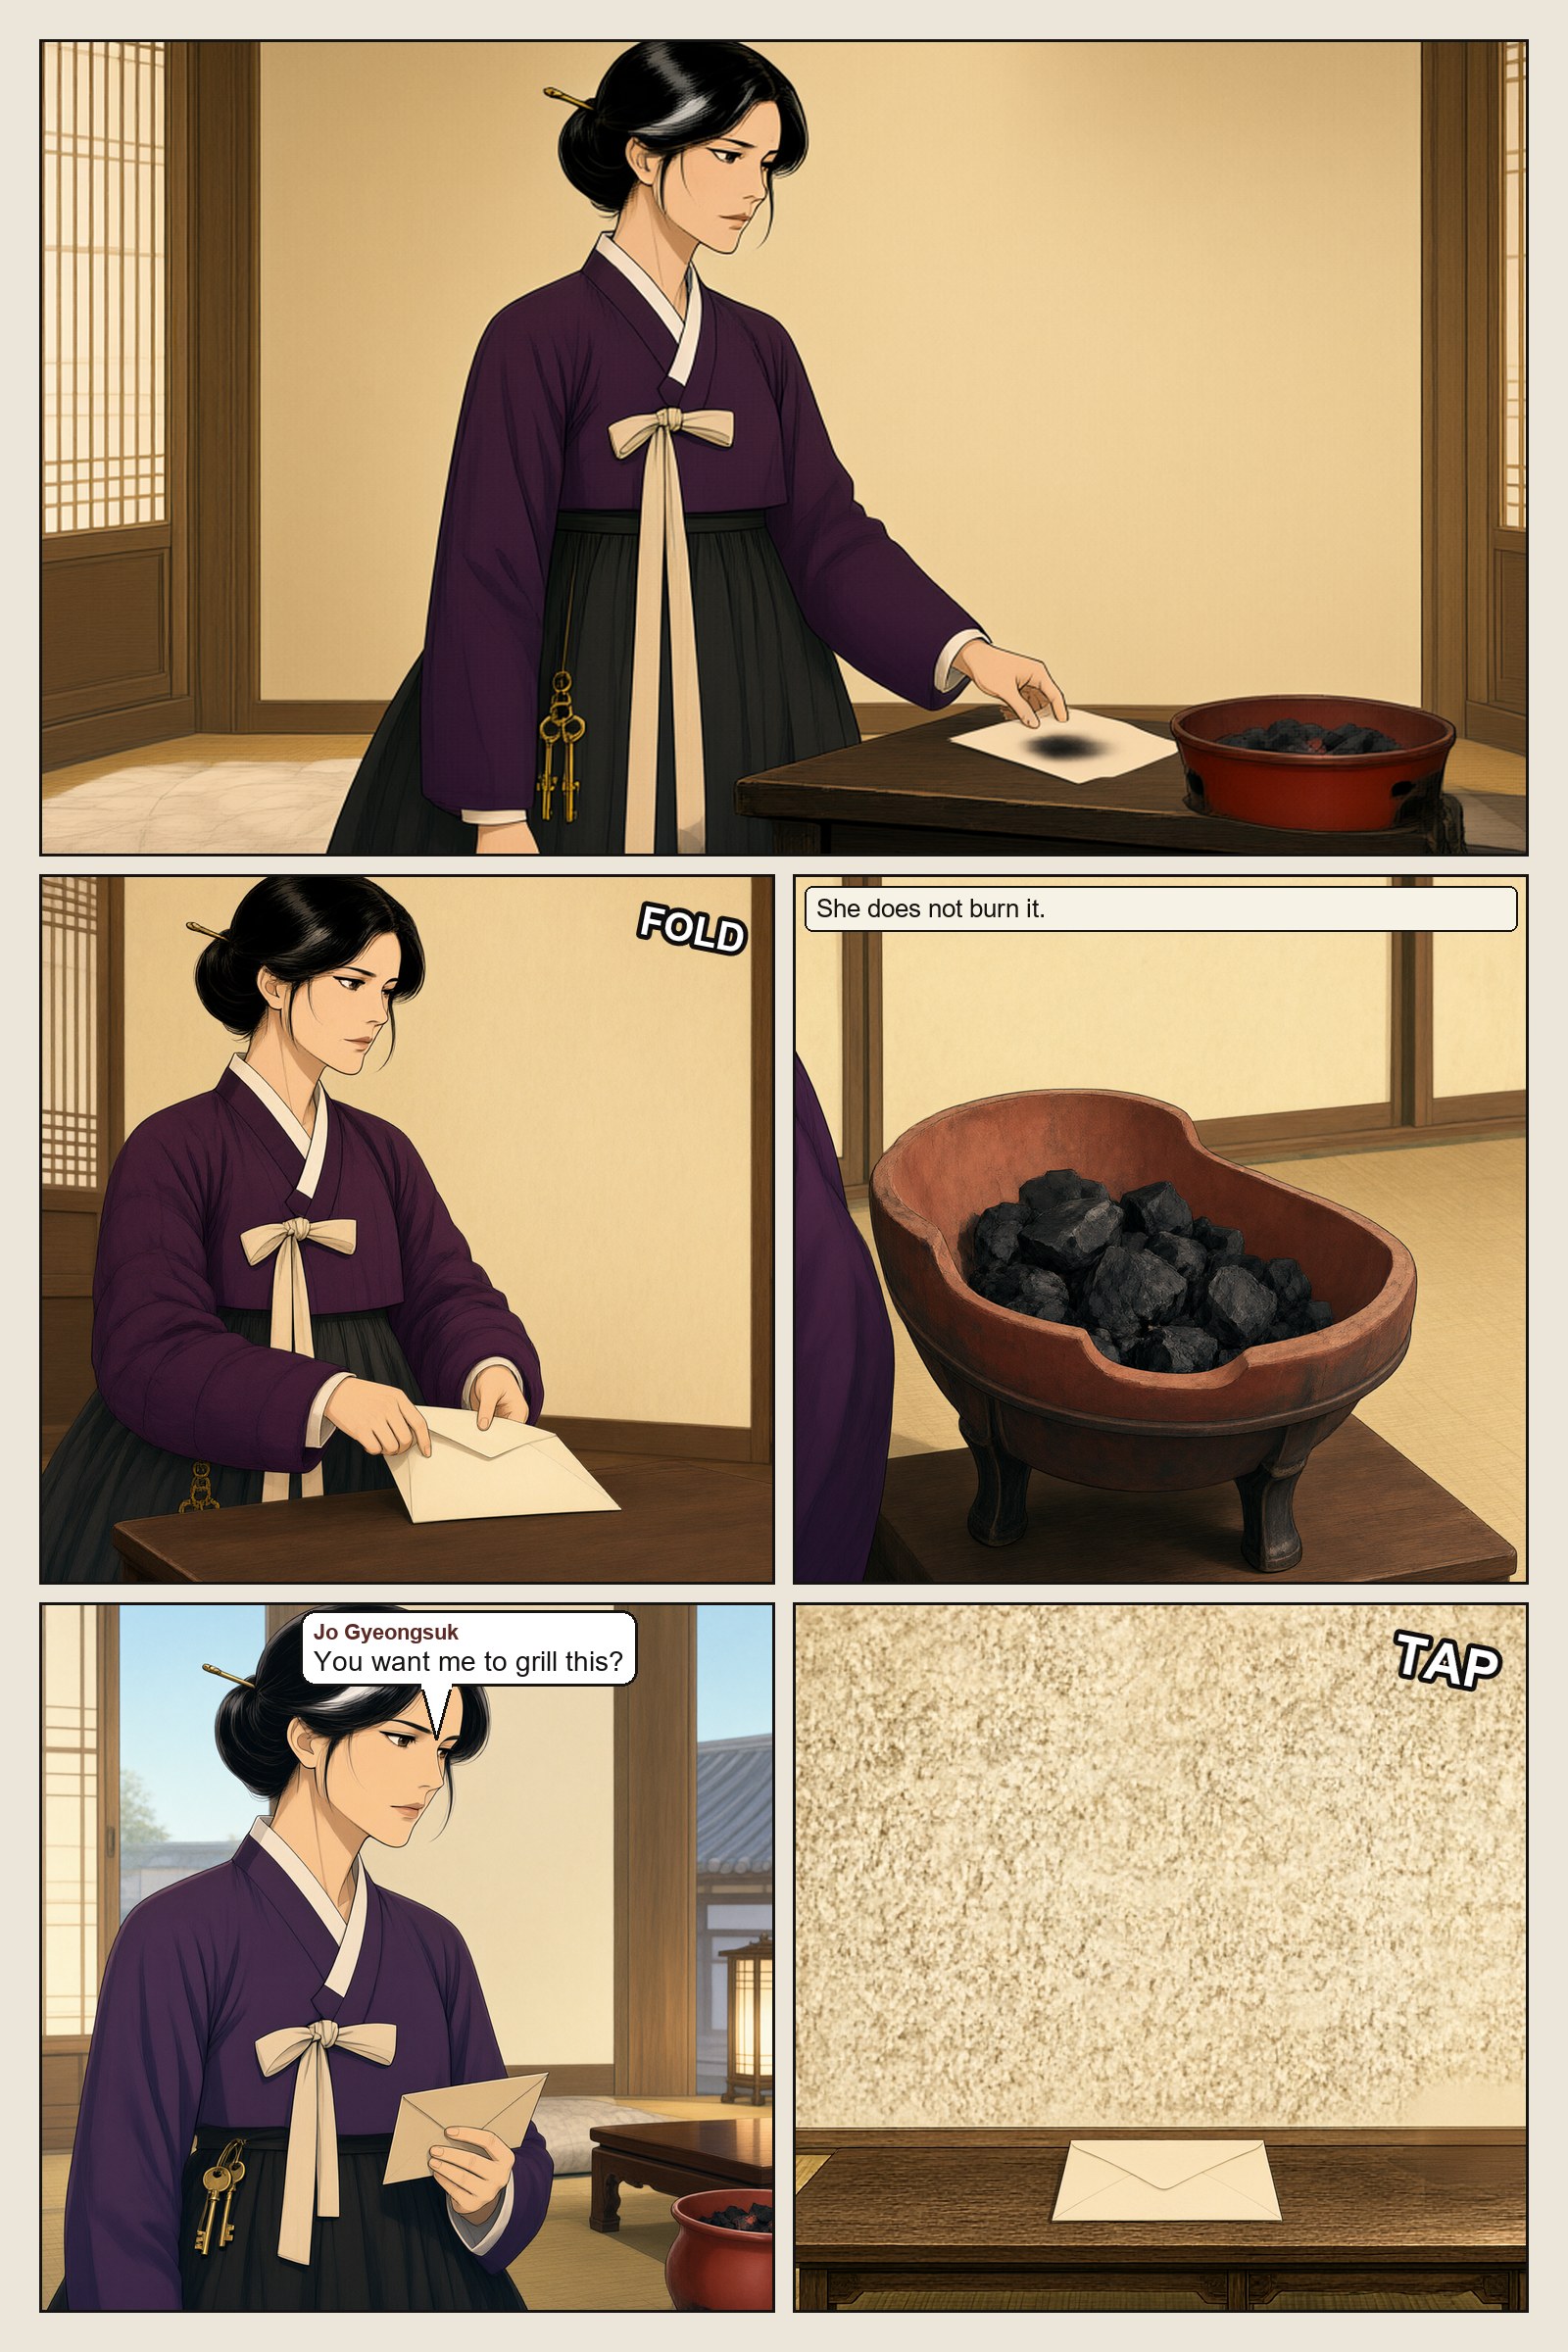 FOLD
She does not burn it.
Jo Gyeongsuk
You want me to grill this?
TAP